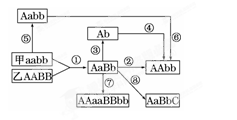 Aabb
Ab
④
⑤
③
⑥
甲aabb
①
AaBb
②
AAbb
乙AABB
⑦
⑧
AAaaBBbb
AaBbC